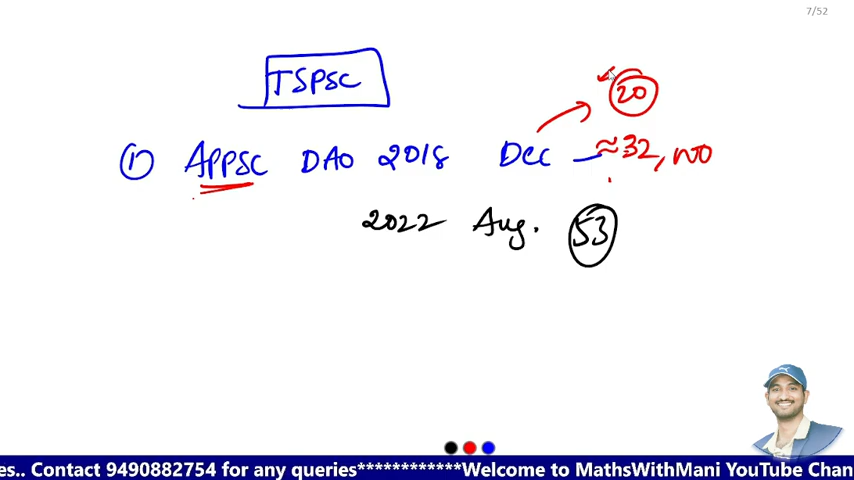 7/52
TSPSC
20
① APPSC DAO 2018 Dec – ≈32,000
2022 Aug. 53
es.. Contact 9490882754 for any queries************Welcome to MathsWithMani YouTube Chan